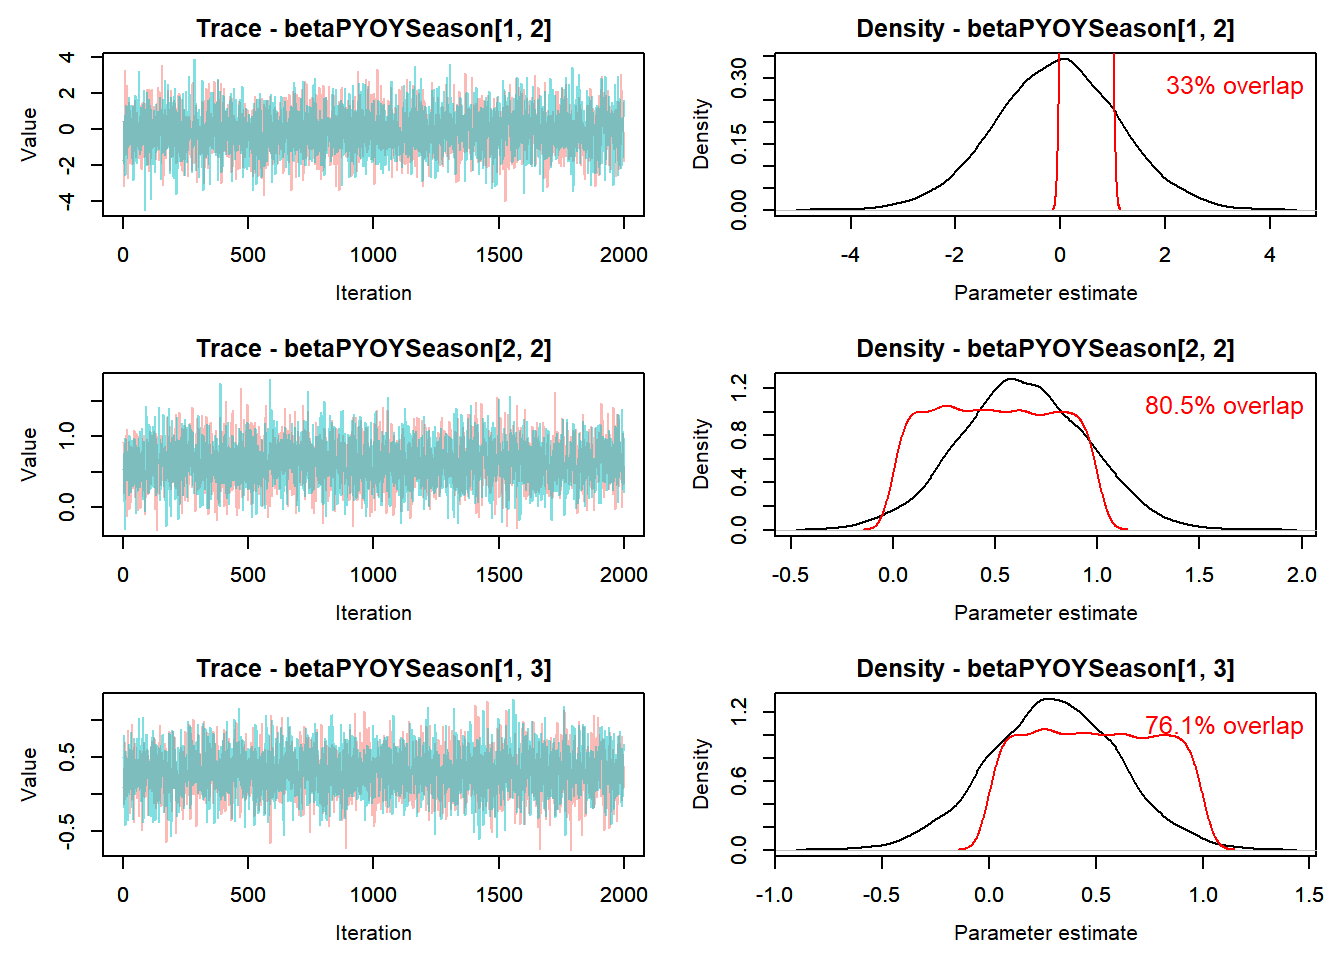 Trace - betaPYOYSeason[1, 2]
Value
4
2
0
-2
-4
0 500 1000 1500 2000
Iteration
Density - betaPYOYSeason[1, 2]
Density
0.30
0.15
0.00
33% overlap
-4 -2 0 2 4
Parameter estimate
Trace - betaPYOYSeason[2, 2]
Value
1.0
0.0
0 500 1000 1500 2000
Iteration
Density - betaPYOYSeason[2, 2]
Density
1.2
0.8
0.4
0.0
80.5% overlap
-0.5 0.0 0.5 1.0 1.5 2.0
Parameter estimate
Trace - betaPYOYSeason[1, 3]
Value
0.5
-0.5
0 500 1000 1500 2000
Iteration
Density - betaPYOYSeason[1, 3]
Density
1.2
0.6
0.0
76.1% overlap
-1.0 -0.5 0.0 0.5 1.0 1.5
Parameter estimate